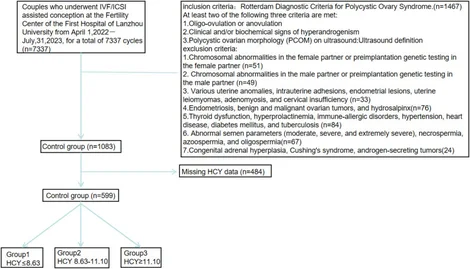 Couples who underwent IVF/ICSI
assisted conception at the Fertility
Center of the First Hospital of Lanzhou
University from April 1,2022一
July,31,2023, for a total of 7337 cycles
(n=7337)
inclusion criteria：Rotterdam Diagnostic Criteria for Polycystic Ovary Syndrome.(n=1467)
At least two of the following three criteria are met:
1.Oligo-ovulation or anovulation
2.Clinical and/or biochemical signs of hyperandrogenism
3.Polycystic ovarian morphology (PCOM) on ultrasound:Ultrasound definition
exclusion criteria:
1.Chromosomal abnormalities in the female partner or preimplantation genetic testing in
the female partner (n=51)
2. Chromosomal abnormalities in the male partner or preimplantation genetic testing in
the male partner (n=49)
3. Various uterine anomalies, intrauterine adhesions, endometrial lesions, uterine
leiomyomas, adenomyosis, and cervical insufficiency (n=33)
4.Endometriosis, benign and malignant ovarian tumors, and hydrosalpinx(n=76)
5.Thyroid dysfunction, hyperprolactinemia, immune-allergic disorders, hypertension, heart
disease, diabetes mellitus, and tuberculosis (n=84)
6. Abnormal semen parameters (moderate, severe, and extremely severe), necrospermia,
azoospermia, and oligospermia(n=67)
7.Congenital adrenal hyperplasia, Cushing's syndrome, androgen-secreting tumors(24)
Control group (n=1083)
Missing HCY data (n=484)
Control group (n=599)
Group1
HCY ≤8.63
Group2
HCY 8.63-11.10
Group3
HCY≥11.10